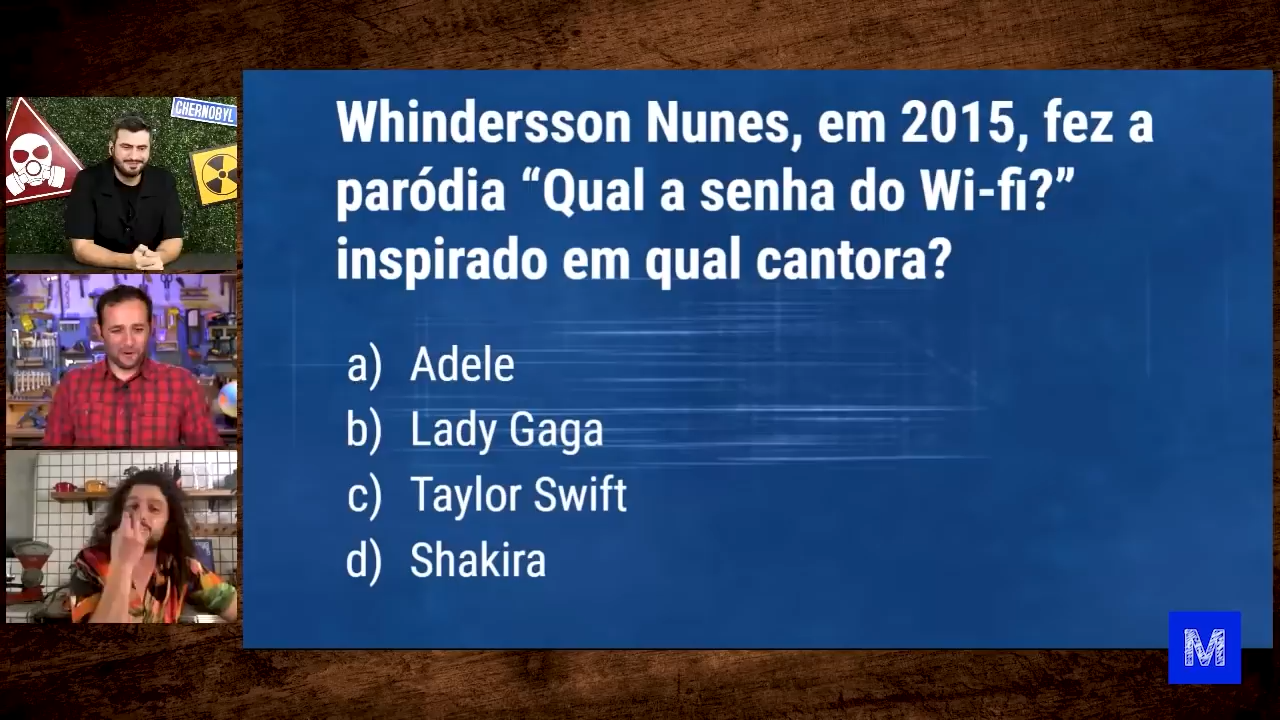 CHERNOBYL
Whindersson Nunes, em 2015, fez a
paródia “Qual a senha do Wi-fi?”
inspirado em qual cantora?
a) Adele
b) Lady Gaga
c) Taylor Swift
d) Shakira
M